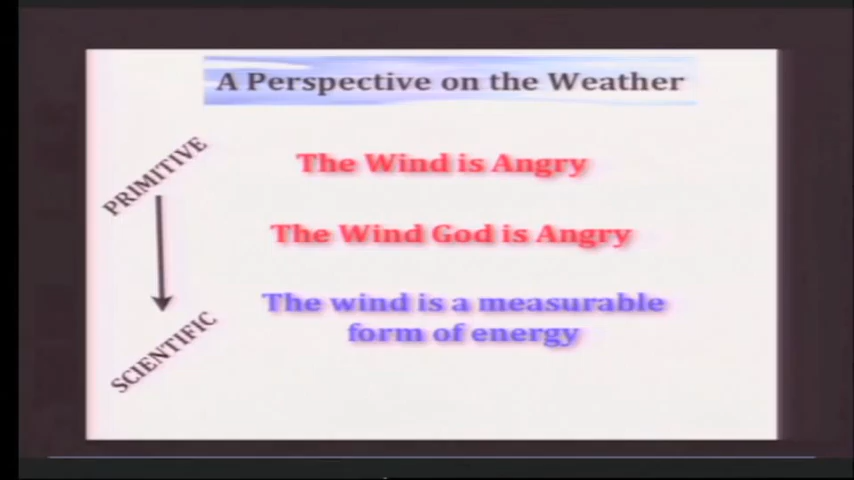 A Perspective on the Weather
PRIMITIVE
The Wind is Angry
The Wind God is Angry
The wind is a measurable
form of energy
SCIENTIFIC